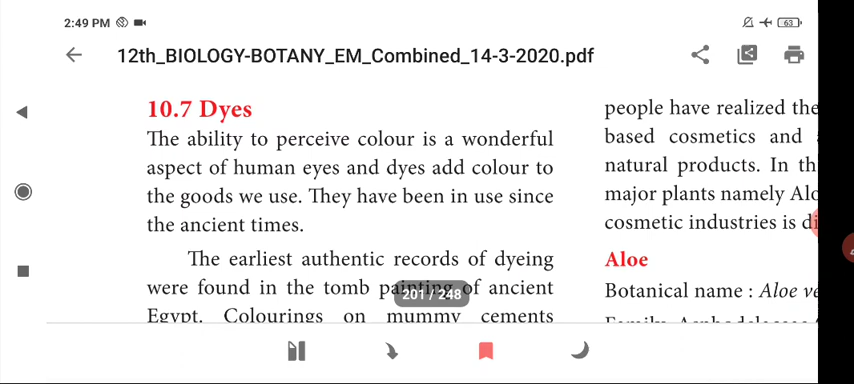 2:49 PM
63
12th_BIOLOGY-BOTANY_EM_Combined_14-3-2020.pdf
10.7 Dyes
The ability to perceive colour is a wonderful
aspect of human eyes and dyes add colour to
the goods we use. They have been in use since
the ancient times.
The earliest authentic records of dyeing
were found in the tomb painting of ancient
Egypt. Colourings on mummy cements
201 / 248
people have realized the
based cosmetics and
natural products. In th
major plants namely Alo
cosmetic industries is di
Aloe
Botanical name : Aloe ve